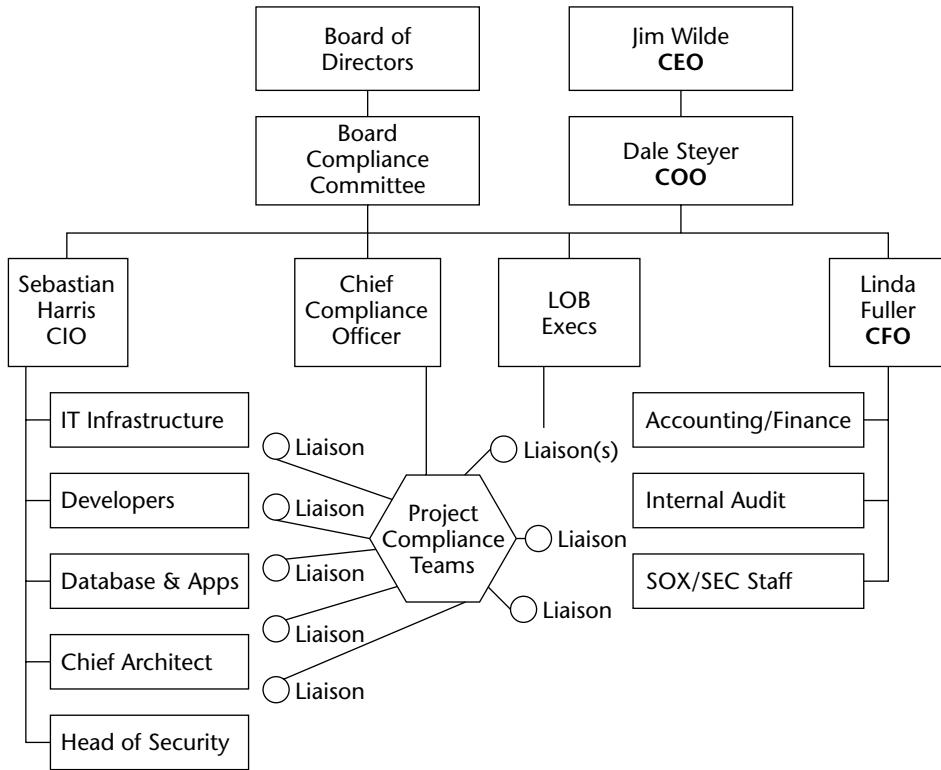 Board of
Directors
Jim Wilde
CEO
Board
Compliance
Committee
Dale Steyer
COO
Sebastian
Harris
CIO
Chief
Compliance
Officer
LOB
Execs
Linda
Fuller
CFO
IT Infrastructure
Developers
Database & Apps
Chief Architect
Head of Security
Liaison
Liaison
Liaison
Liaison
Liaison
Project
Compliance
Teams
Liaison(s)
Liaison
Liaison
Accounting/Finance
Internal Audit
SOX/SEC Staff